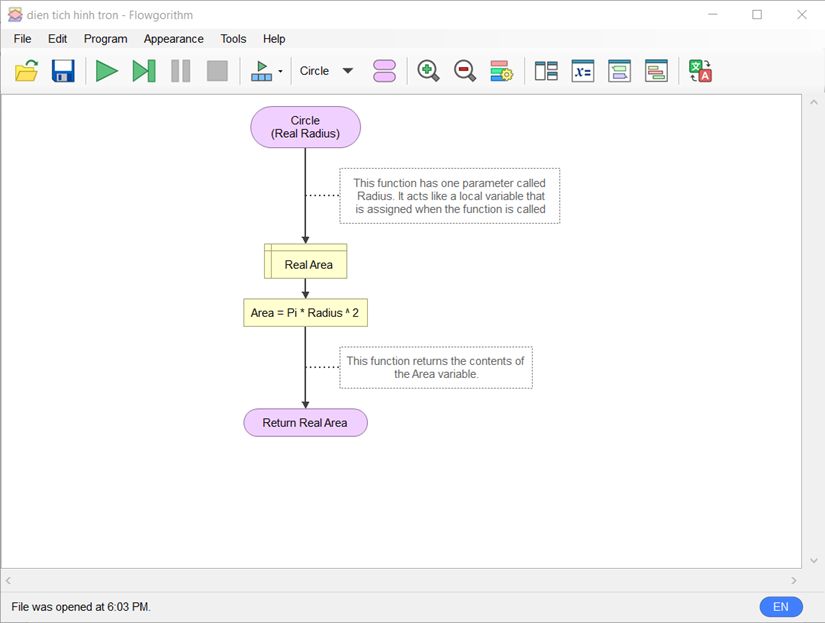 dien tich hinh tron - Flowgorithm
File Edit Program Appearance Tools Help
Circle
x=
A
Circle
(Real Radius)
This function has one parameter called
Radius. It acts like a local variable that
is assigned when the function is called
Real Area
Area = Pi * Radius ^ 2
This function returns the contents of
the Area variable.
Return Real Area
File was opened at 6:03 PM.
EN